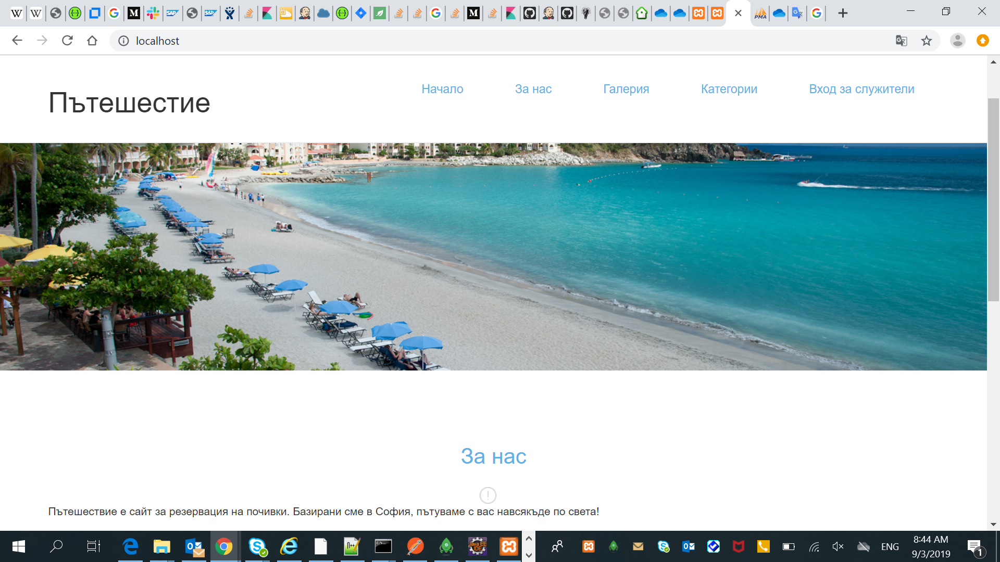 localhost
Пътешестие
Начало
За нас
Галерия
Категории
Вход за служители
За нас
Пътешествие е сайт за резервация на почивки. Базирани сме в София, пътуваме с вас навсякъде по света!
ENG
8:44 AM
9/3/2019
1